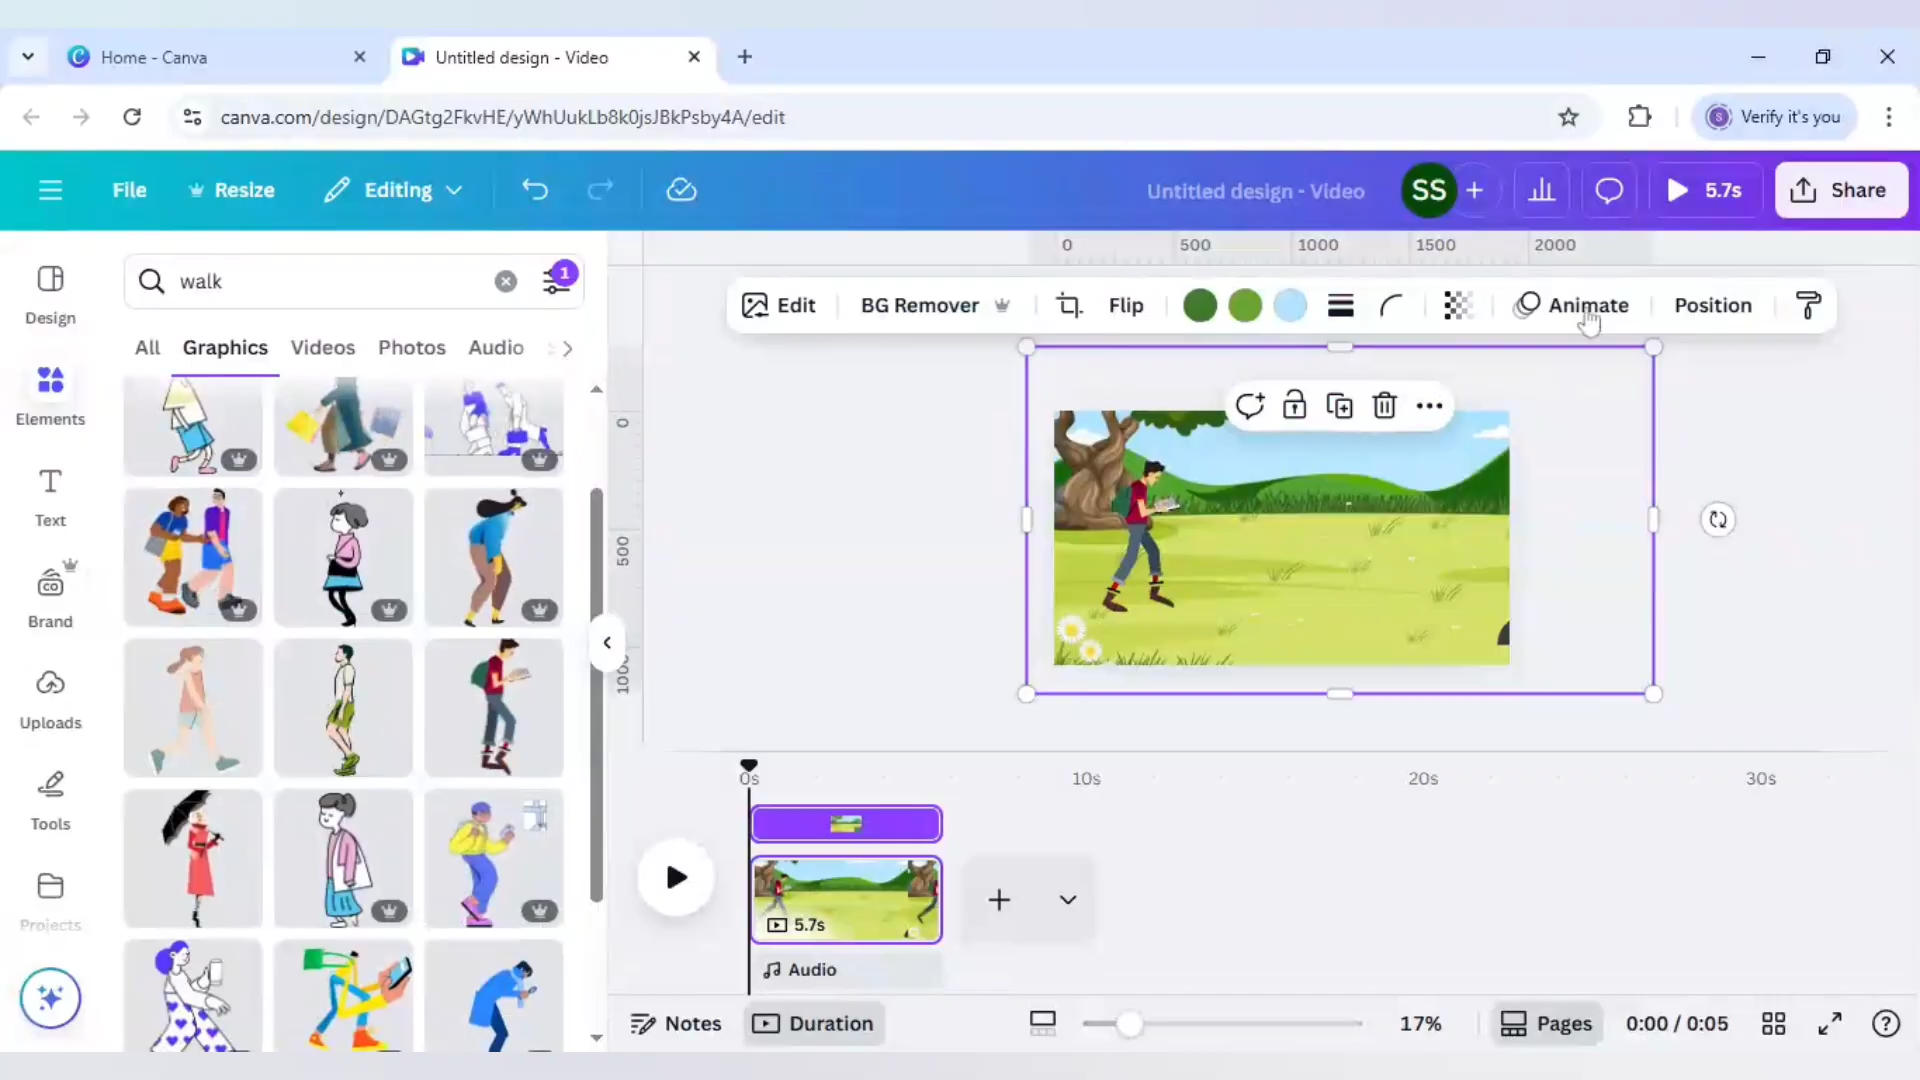 Home - Canva
Untitled design - Video
canva.com/design/DAGtg2FkvHE/yWhUukLb8k0jsJBkPsby4A/edit
S
Verify it's you
File
Resize
Editing
Untitled design - Video
SS
5.7s
Share
0
500
1000
1500
2000
walk
1
Edit
BG Remover
Flip
Animate
Position
Design
Elements
Text
Brand
Uploads
Tools
Projects
All
Graphics
Videos
Photos
Audio
0
500
1000
0s
10s
20s
30s
5.7s
Audio
Notes
Duration
17%
Pages
0:00 / 0:05